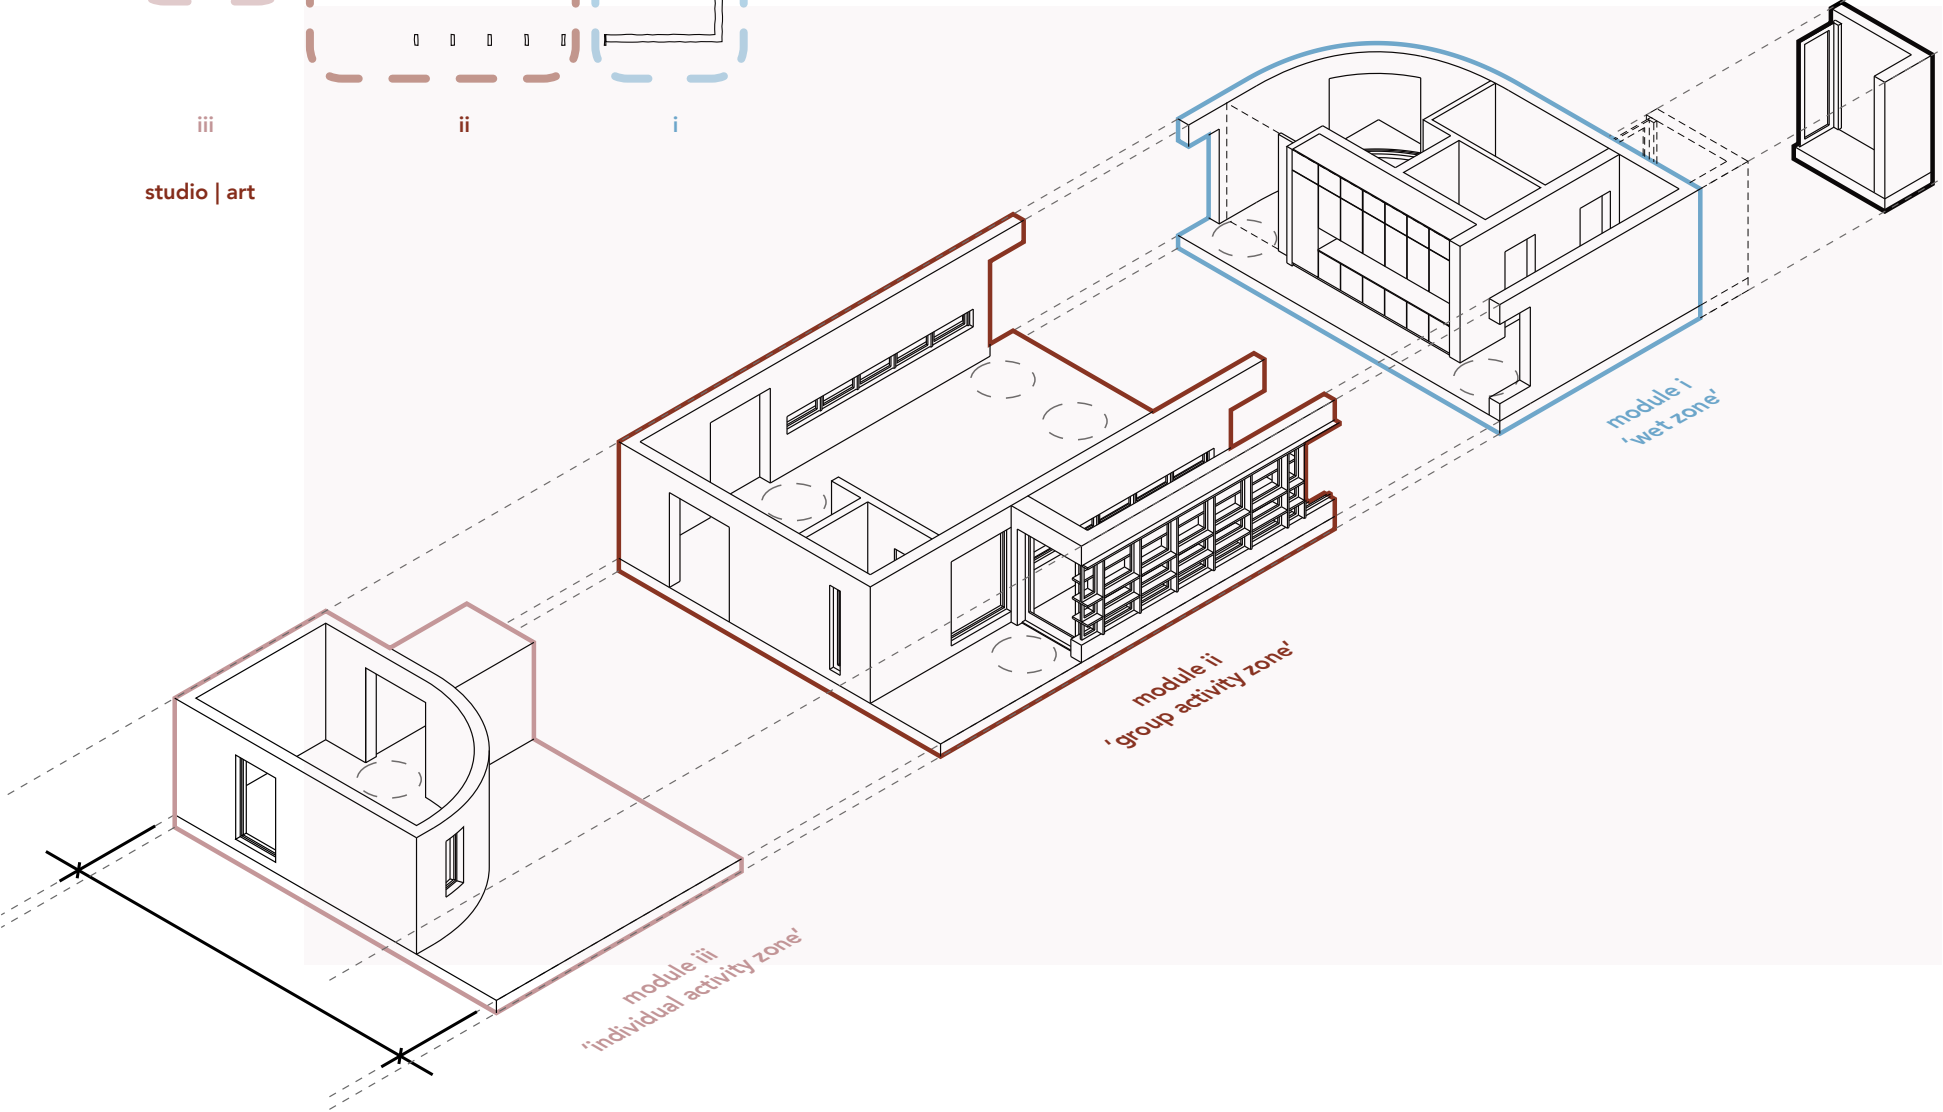 iii
ii
i
studio | art
module i
'wet zone'
module ii
' group activity zone'
module iii
'individual activity zone'